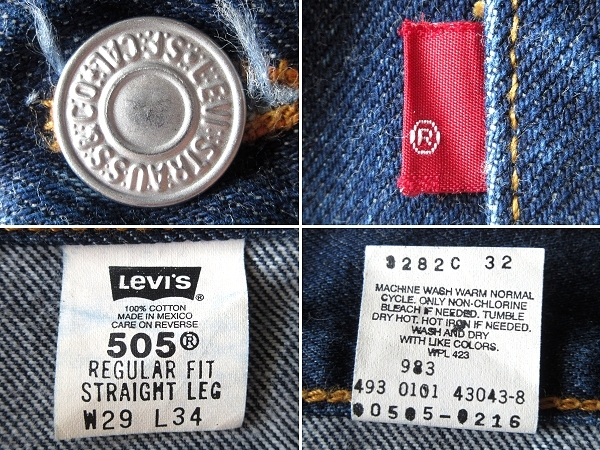 LEVI STRAUSS & CO S.F. CAL
®
LEVI'S®
100% COTTON
MADE IN MEXICO
CARE ON REVERSE
505®
REGULAR FIT
STRAIGHT LEG
W29 L34
3282C 32
MACHINE WASH WARM NORMAL
CYCLE. ONLY NON-CHLORINE
BLEACH IF NEEDED. TUMBLE
DRY HOT. HOT IRON IF NEEDED.
WASH AND DRY
WITH LIKE COLORS.
WPL 423
983
493 0101 43043-8
00505-0216